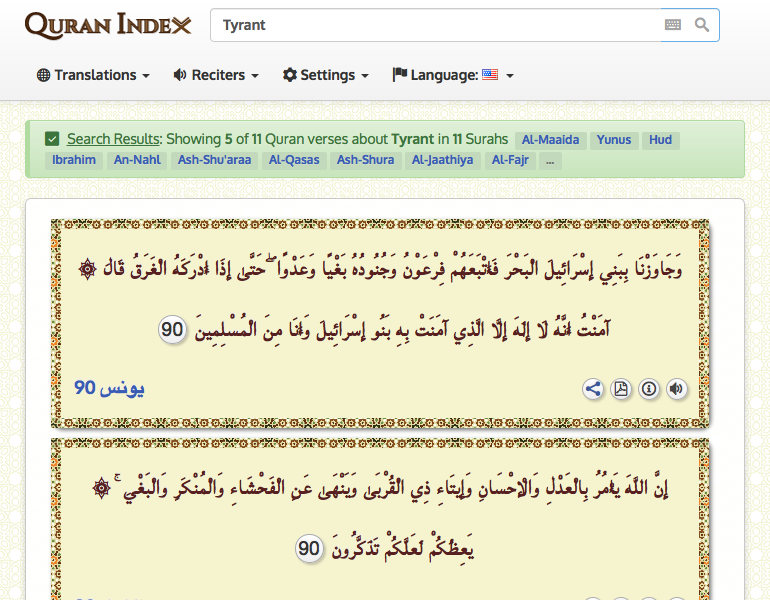 QURAN INDEX
Tyrant
Translations Reciters Settings Language:
Search Results: Showing 5 of 11 Quran verses about Tyrant in 11 Surahs Al-Maaida Yunus Hud
Ibrahim An-Nahl Ash-Shu'araa Al-Qasas Ash-Shura Al-Jaathiya Al-Fajr ...
۞ وَجَاوَزْنَا بِبَنِي إِسْرَائِيلَ الْبَحْرَ فَأَتْبَعَهُمْ فِرْعَوْنُ وَجُنُودُهُ بَغْيًا وَعَدْوًا ۖ حَتَّى إِذَا أَدْرَكَهُ الْغَرَقُ قَالَ
آمَنْتُ أَنَّهُ لَا إِلَهَ إِلَّا الَّذِي آمَنَتْ بِهِ بَنُو إِسْرَائِيلَ وَأَنَا مِنَ الْمُسْلِمِينَ 90
يونس 90
۞ إِنَّ اللَّهَ يَأْمُرُ بِالْعَدْلِ وَالْإِحْسَانِ وَإِيتَاءِ ذِي الْقُرْبَى وَيَنْهَى عَنِ الْفَحْشَاءِ وَالْمُنْكَرِ وَالْبَغْيِ ۚ
يَعِظُكُمْ لَعَلَّكُمْ تَذَكَّرُونَ 90